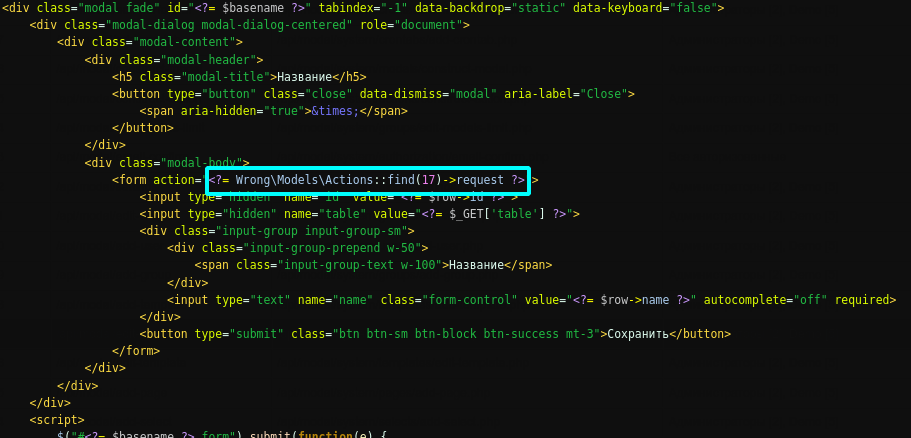 <div class="modal fade" id="<?= $basename ?>" tabindex="-1" data-backdrop="static" data-keyboard="false">
<div class="modal-dialog modal-dialog-centered" role="document">
<div class="modal-content">
<div class="modal-header">
<h5 class="modal-title">Название</h5>
<button type="button" class="close" data-dismiss="modal" aria-label="Close">
<span aria-hidden="true">&times;</span>
</button>
</div>
<div class="modal-body">
<form action="<?= Wrong\Models\Actions::find(17)->request ?>">
<input type="hidden" name="id" value="<?= $row->id ?>">
<input type="hidden" name="table" value="<?= $_GET['table'] ?>">
<div class="input-group input-group-sm">
<div class="input-group-prepend w-50">
<span class="input-group-text w-100">Название</span>
</div>
<input type="text" name="name" class="form-control" value="<?= $row->name ?>" autocomplete="off" required>
</div>
<button type="submit" class="btn btn-sm btn-block btn-success mt-3">Сохранить</button>
</form>
</div>
</div>
</div>
<script>
$("#<?= $basename ?> form").submit(function(e) {